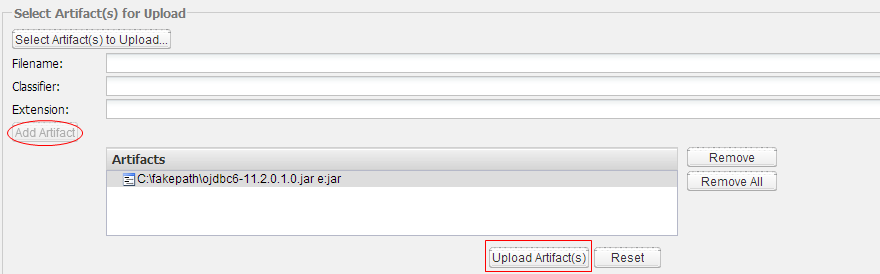 Select Artifact(s) for Upload
Select Artifact(s) to Upload...
Filename:
Classifier:
Extension:
Add Artifact
Artifacts
C:\fakepath\ojdbc6-11.2.0.1.0.jar e:jar
Remove
Remove All
Upload Artifact(s)
Reset